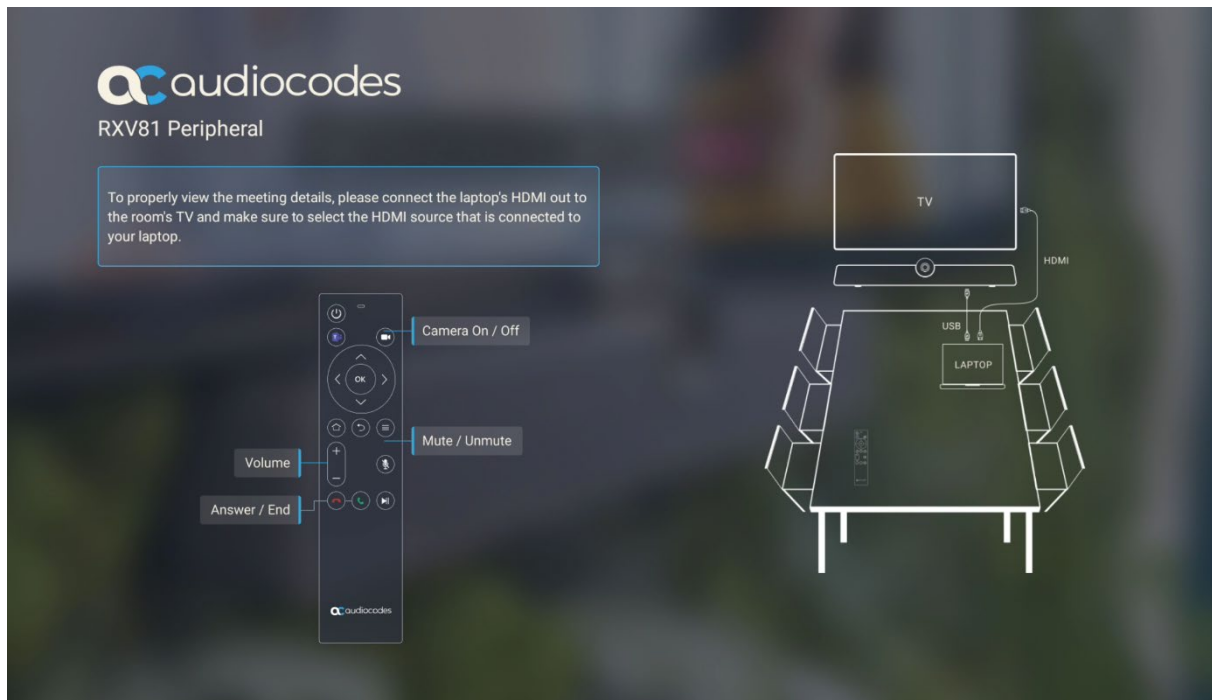 audiocodes
RXV81 Peripheral
To properly view the meeting details, please connect the laptop's HDMI out to
the room's TV and make sure to select the HDMI source that is connected to
your laptop.
Camera On / Off
OK
Mute / Unmute
Volume
Answer / End
audiocodes
TV
HDMI
USB
LAPTOP